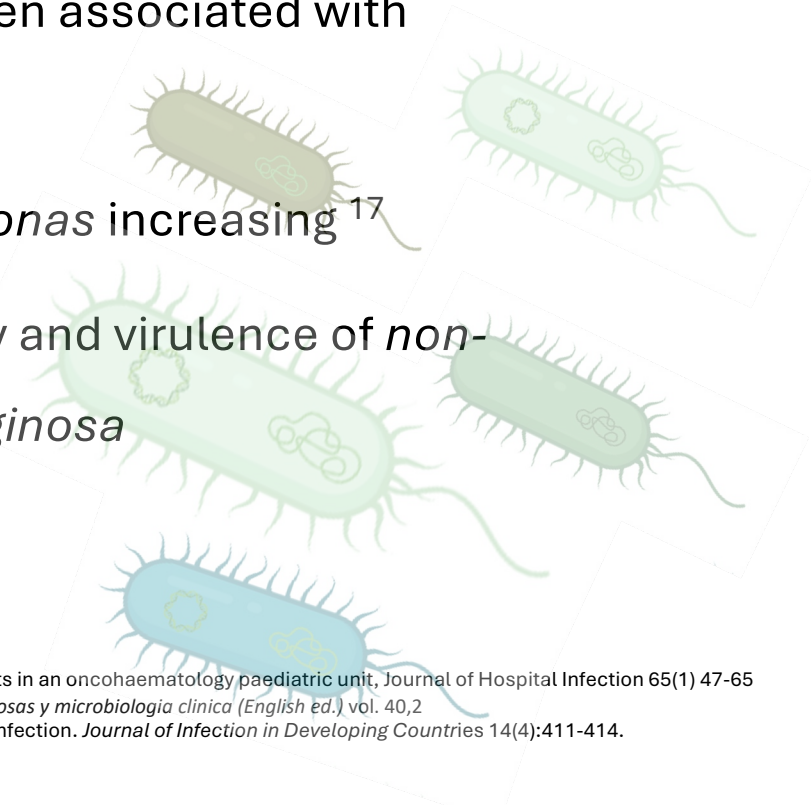 en associated with
onas increasing 17
y and virulence of non-
ginosa
ts in an oncohaematology paediatric unit, Journal of Hospital Infection 65(1) 47-65
osas y microbiologia clinica (English ed.) vol. 40,2
nfection. Journal of Infection in Developing Countries 14(4):411-414.